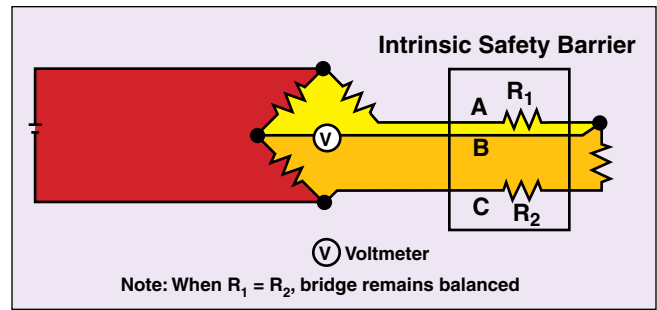 Intrinsic Safety Barrier
R1
A
V
B
C
R2
V Voltmeter
Note: When R1 = R2, bridge remains balanced